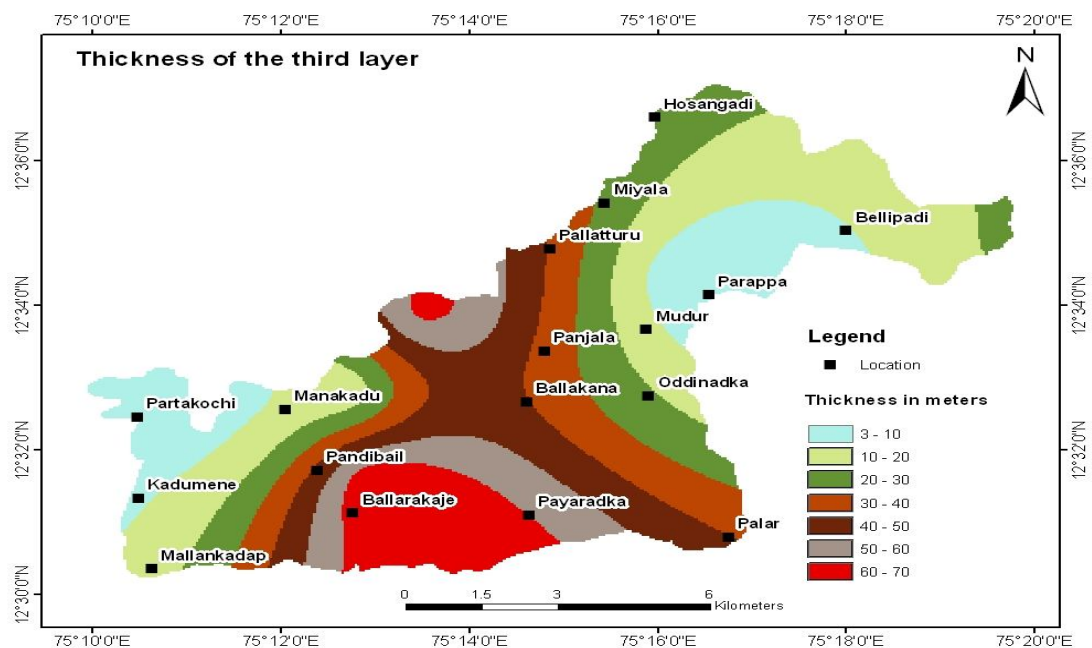 75°10'0"E 75°12'0"E 75°14'0"E 75°16'0"E 75°18'0"E 75°20'0"E
Thickness of the third layer
N
Hosangadi
12°36'0"N 12°36'0"N
Miyala
Bellipadi
Pallatturu
Parappa
12°34'0"N 12°34'0"N
Mudur
Panjala
Legend
Location
Oddinadka
Ballakana
Manakadu
Partakochi
Thickness in meters
3 - 10
12°32'0"N 12°32'0"N
10 - 20
Pandibail
20 - 30
Kadumene
Ballarakaje
Payaradka
30 - 40
40 - 50
Palar
50 - 60
Mallankadap
60 - 70
0 1.5 3 6
Kilometers
12°30'0"N 12°30'0"N
75°10'0"E 75°12'0"E 75°14'0"E 75°16'0"E 75°18'0"E 75°20'0"E